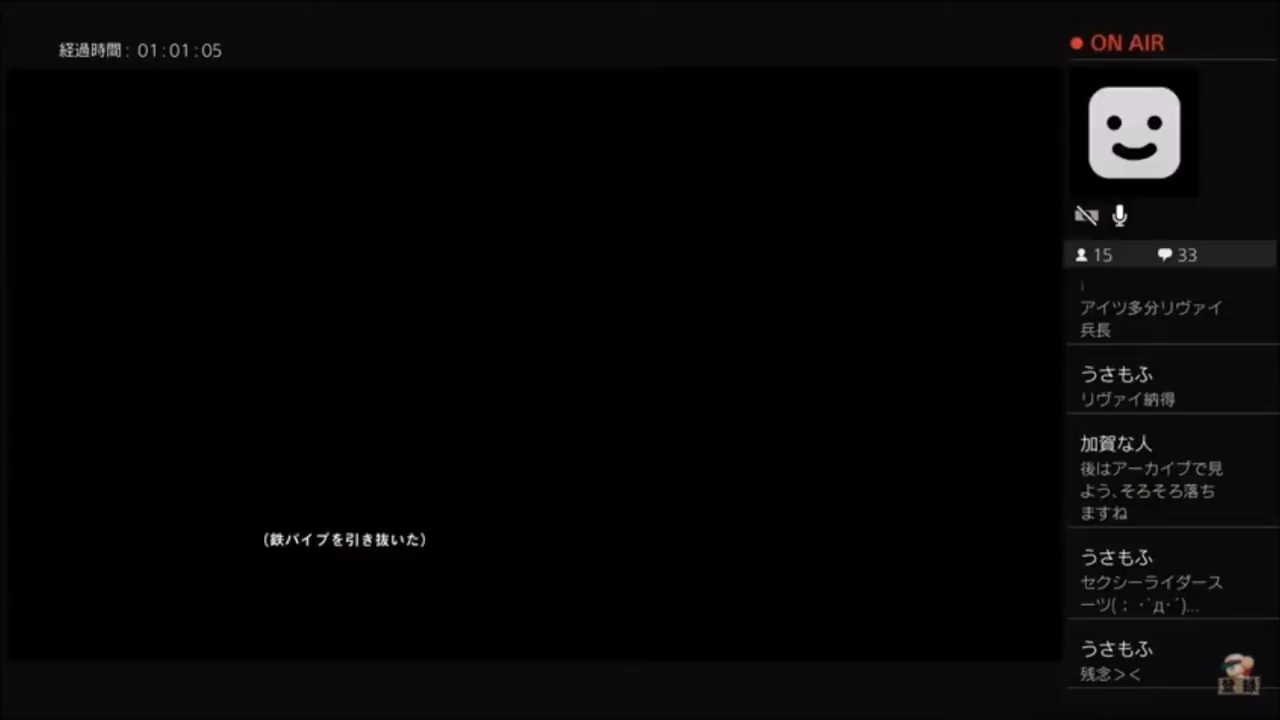 経過時間: 01:01:05
ON AIR
15
33
アイツ多分リヴァイ
兵長
うさもふ
リヴァイ納得
加賀な人
後はアーカイブで見
よう、そろそろ落ち
ますね
(鉄パイプを引き抜いた)
うさもふ
セクシーライダース
ーツ(；･`д･´)...
うさもふ
残念＞＜
登録